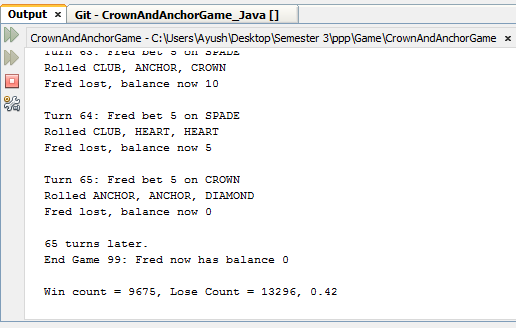 Output × Git - CrownAndAnchorGame_Java []
CrownAndAnchorGame - C:\Users\Ayush\Desktop\Semester 3\ppp\Game\CrownAndAnchorGame ×
Turn 63: Fred bet 5 on SPADE
Rolled CLUB, ANCHOR, CROWN
Fred lost, balance now 10
Turn 64: Fred bet 5 on SPADE
Rolled CLUB, HEART, HEART
Fred lost, balance now 5
Turn 65: Fred bet 5 on CROWN
Rolled ANCHOR, ANCHOR, DIAMOND
Fred lost, balance now 0
65 turns later.
End Game 99: Fred now has balance 0
Win count = 9675, Lose Count = 13296, 0.42